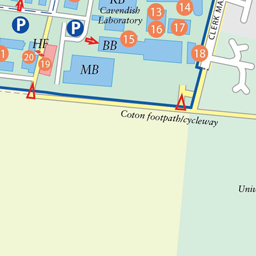 RB
Cavendish
Laboratory
13
14
16
17
P
P
HF
BB
15
18
CLERK MA
1
20
19
MB
Coton footpath/cycleway
Univ